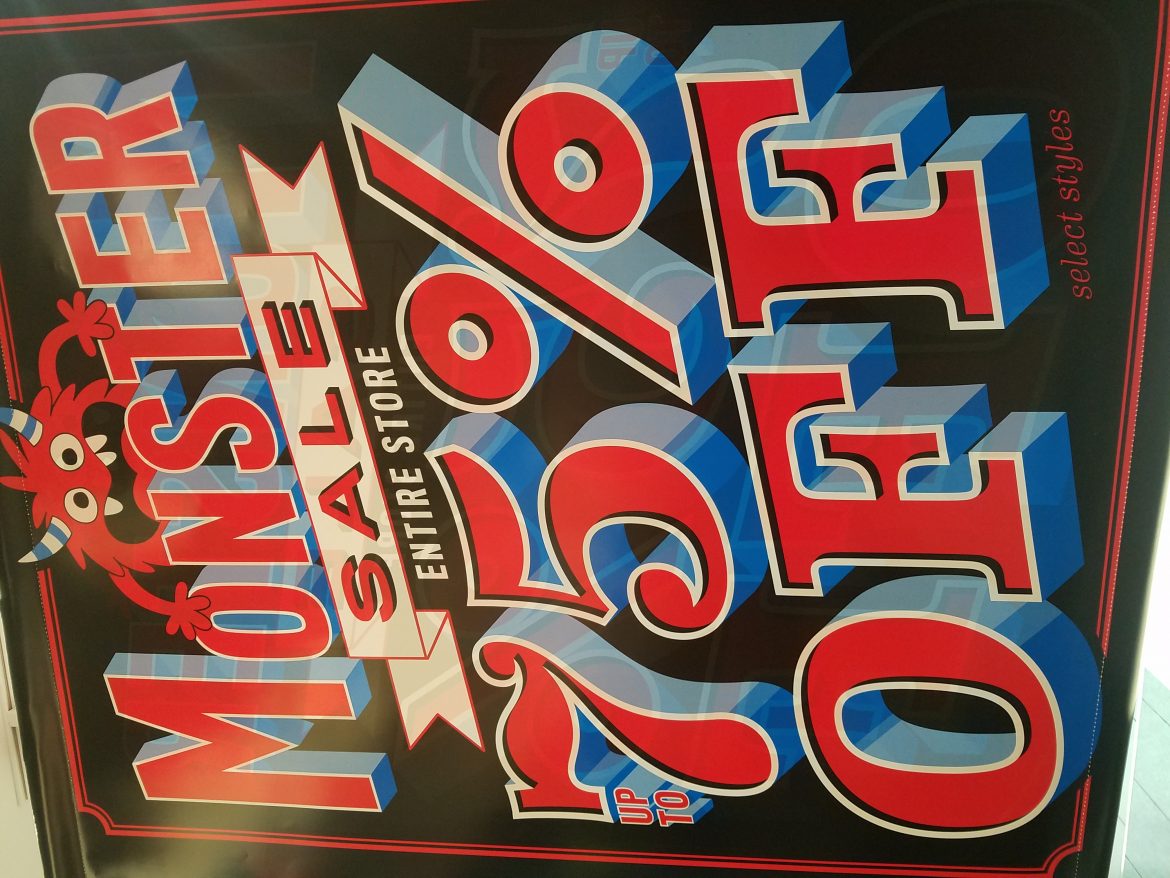 MONSTER
SALE
ENTIRE STORE
UP TO
75%
OFF
select styles